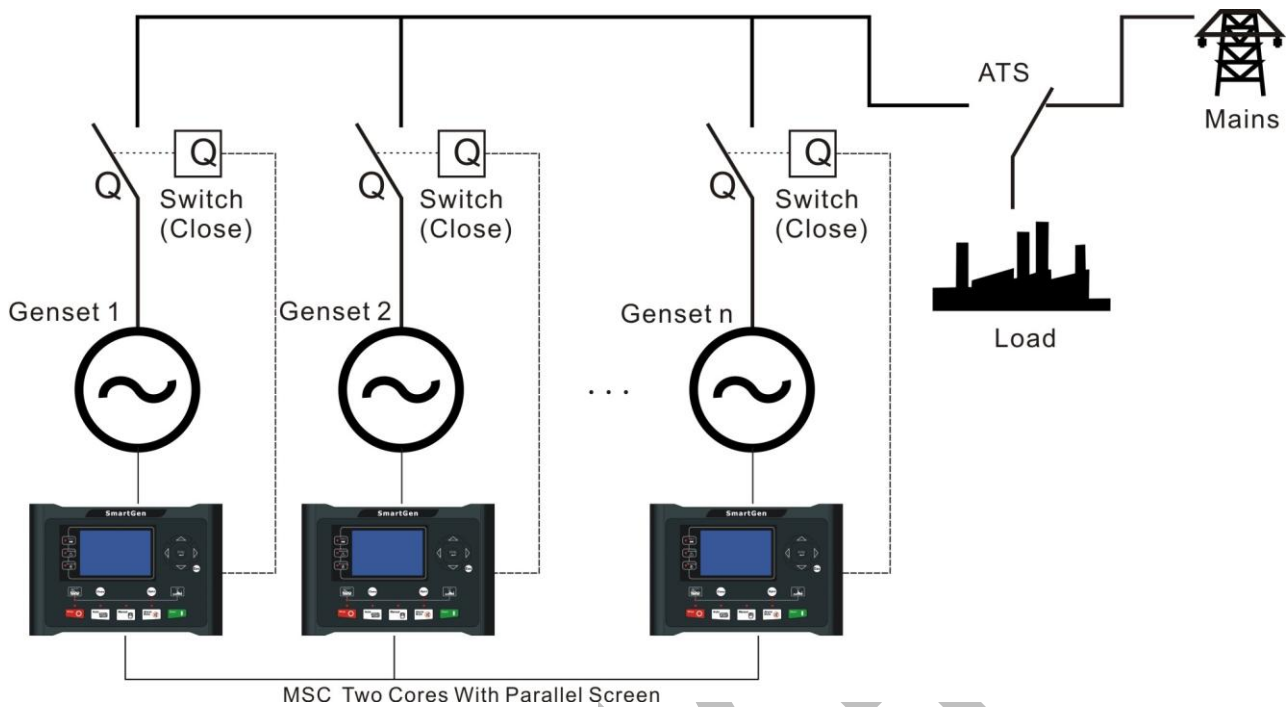 ATS
Mains
Q
Q
Switch
(Close)
Q
Q
Switch
(Close)
Q
Q
Switch
(Close)
Genset 1
Genset 2
Genset n
Load
. . .
SmartGen
SmartGen
SmartGen
MSC Two Cores With Parallel Screen